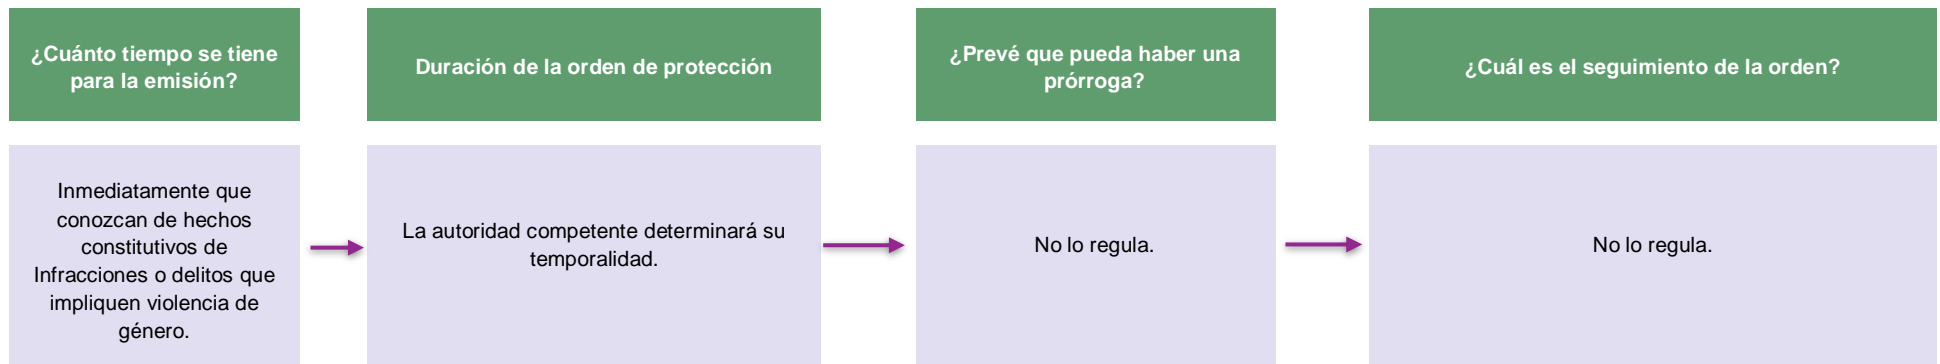 ¿Cuánto tiempo se tiene
para la emisión?
Duración de la orden de protección
¿Prevé que pueda haber una
prórroga?
¿Cuál es el seguimiento de la orden?
Inmediatamente que
conozcan de hechos
constitutivos de
Infracciones o delitos que
impliquen violencia de
género.
La autoridad competente determinará su
temporalidad.
No lo regula.
No lo regula.